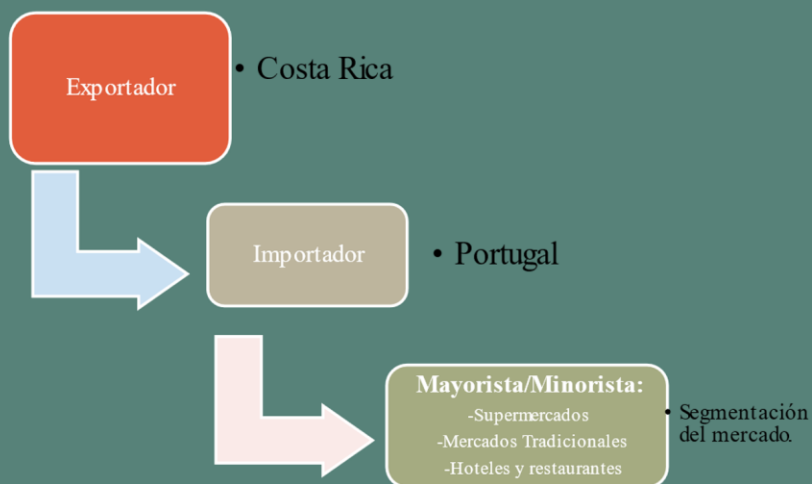 Exportador
• Costa Rica
Importador
• Portugal
Mayorista/Minorista:
-Supermercados
-Mercados Tradicionales
-Hoteles y restaurantes
• Segmentación
del mercado.